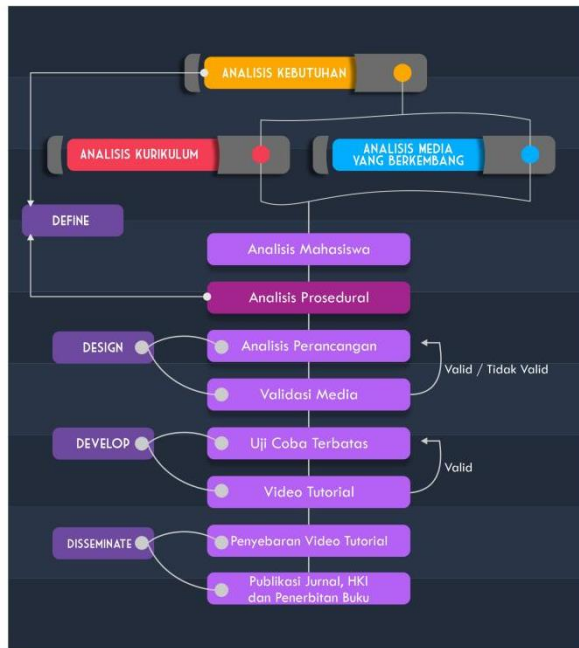 ANALISIS KEBUTUHAN
ANALISIS KURIKULUM
ANALISIS MEDIA
YANG BERKEMBANG
DEFINE
Analisis Mahasiswa
Analisis Prosedural
DESIGN
Analisis Perancangan
Valid / Tidak Valid
Validasi Media
DEVELOP
Uji Coba Terbatas
Valid
Video Tutorial
DISSEMINATE
Penyebaran Video Tutorial
Publikasi Jurnal, HKI
dan Penerbitan Buku